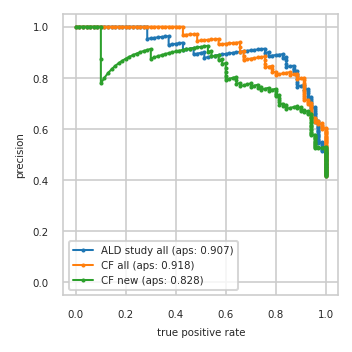 1.0
0.8
0.6
0.4
0.2
0.0
precision
ALD study all (aps: 0.907)
CF all (aps: 0.918)
CF new (aps: 0.828)
0.0 0.2 0.4 0.6 0.8 1.0
true positive rate